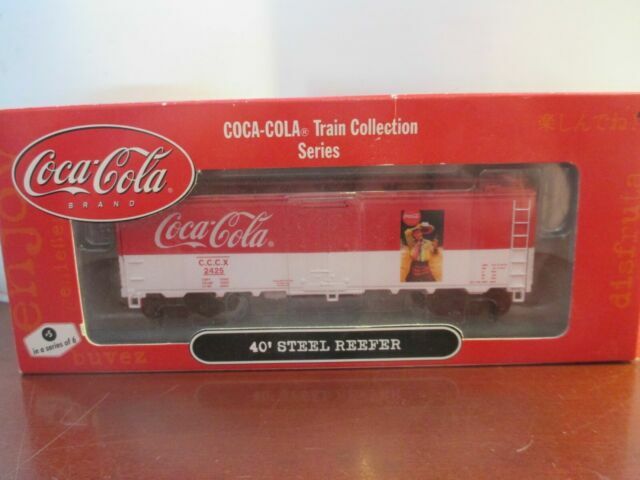 COCA-COLA® Train Collection
Series
Coca-Cola
BRAND
楽しんでね
enjoy
disfruta
Coca-Cola®
C.C.C.X
2425
in a series of 6
buvez
40' STEEL REEFER